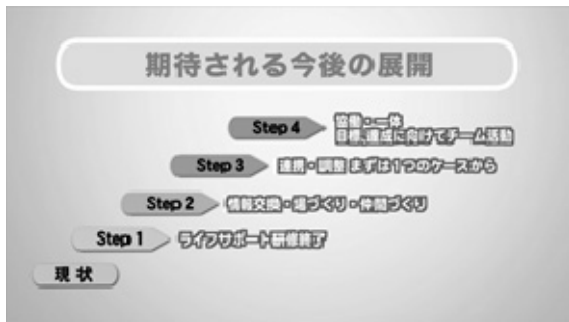 期待される今後の展開
Step 4
協働・一体
目標、達成に向けてチーム活動
Step 3
連携・調整 まずは1つのケースから
Step 2
情報交換・場づくり・仲間づくり
Step 1
ライフサポート研修終了
現状